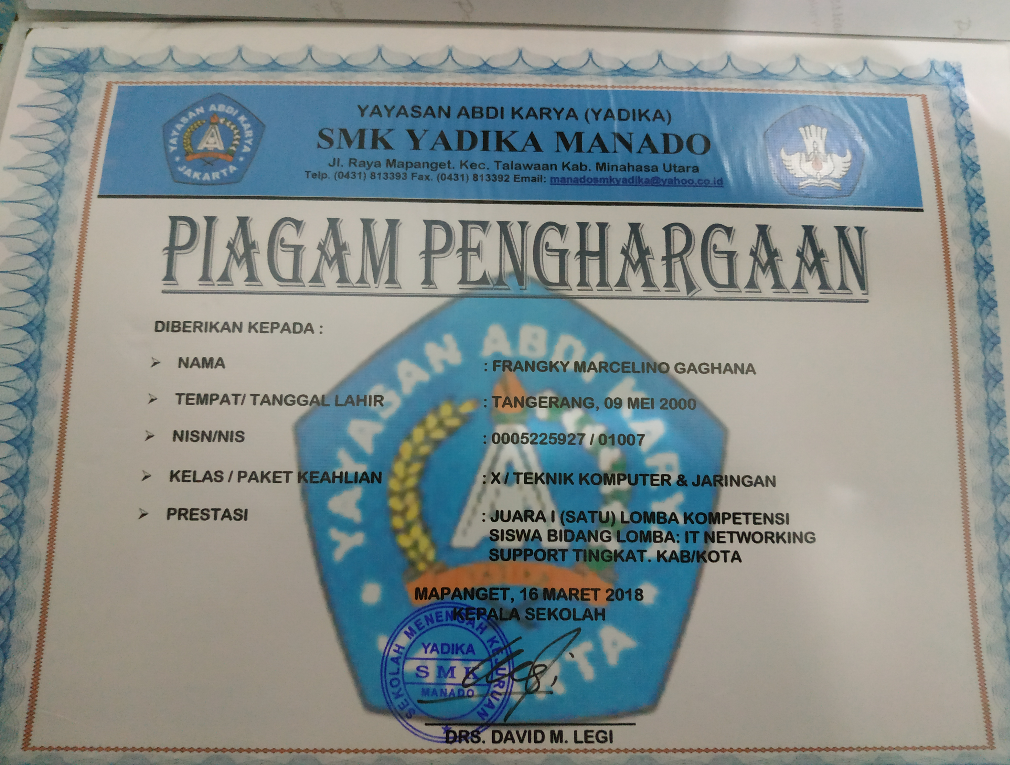 YAYASAN ABDI KARYA (YADIKA)
SMK YADIKA MANADO
Jl. Raya Mapanget. Kec. Talawaan Kab. Minahasa Utara
Telp. (0431) 813393 Fax. (0431) 813392 Email: manadosmkyadika@yahoo.co.id
YAYASAN ABDI KARYA
JAKARTA
PIAGAM PENGHARGAAN
DIBERIKAN KEPADA :
NAMA : FRANGKY MARCELINO GAGHANA
TEMPAT/ TANGGAL LAHIR : TANGERANG, 09 MEI 2000
NISN/NIS : 0005225927 / 01007
KELAS / PAKET KEAHLIAN : X / TEKNIK KOMPUTER & JARINGAN
PRESTASI : JUARA I (SATU) LOMBA KOMPETENSI
SISWA BIDANG LOMBA: IT NETWORKING
SUPPORT TINGKAT. KAB/KOTA
YAYASAN ABDI KARY
MAPANGET, 16 MARET 2018
KEPALA SEKOLAH
SEKOLAH MENENGAH KEJURUAN
YADIKA
SMK
MANADO
RTA
DRS. DAVID M. LEGI